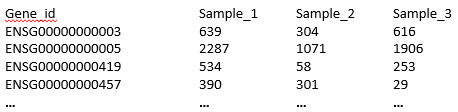 Gene_id Sample_1 Sample_2 Sample_3
ENSG00000000003 639 304 616
ENSG00000000005 2287 1071 1906
ENSG00000000419 534 58 253
ENSG00000000457 390 301 29
... ... ... ...